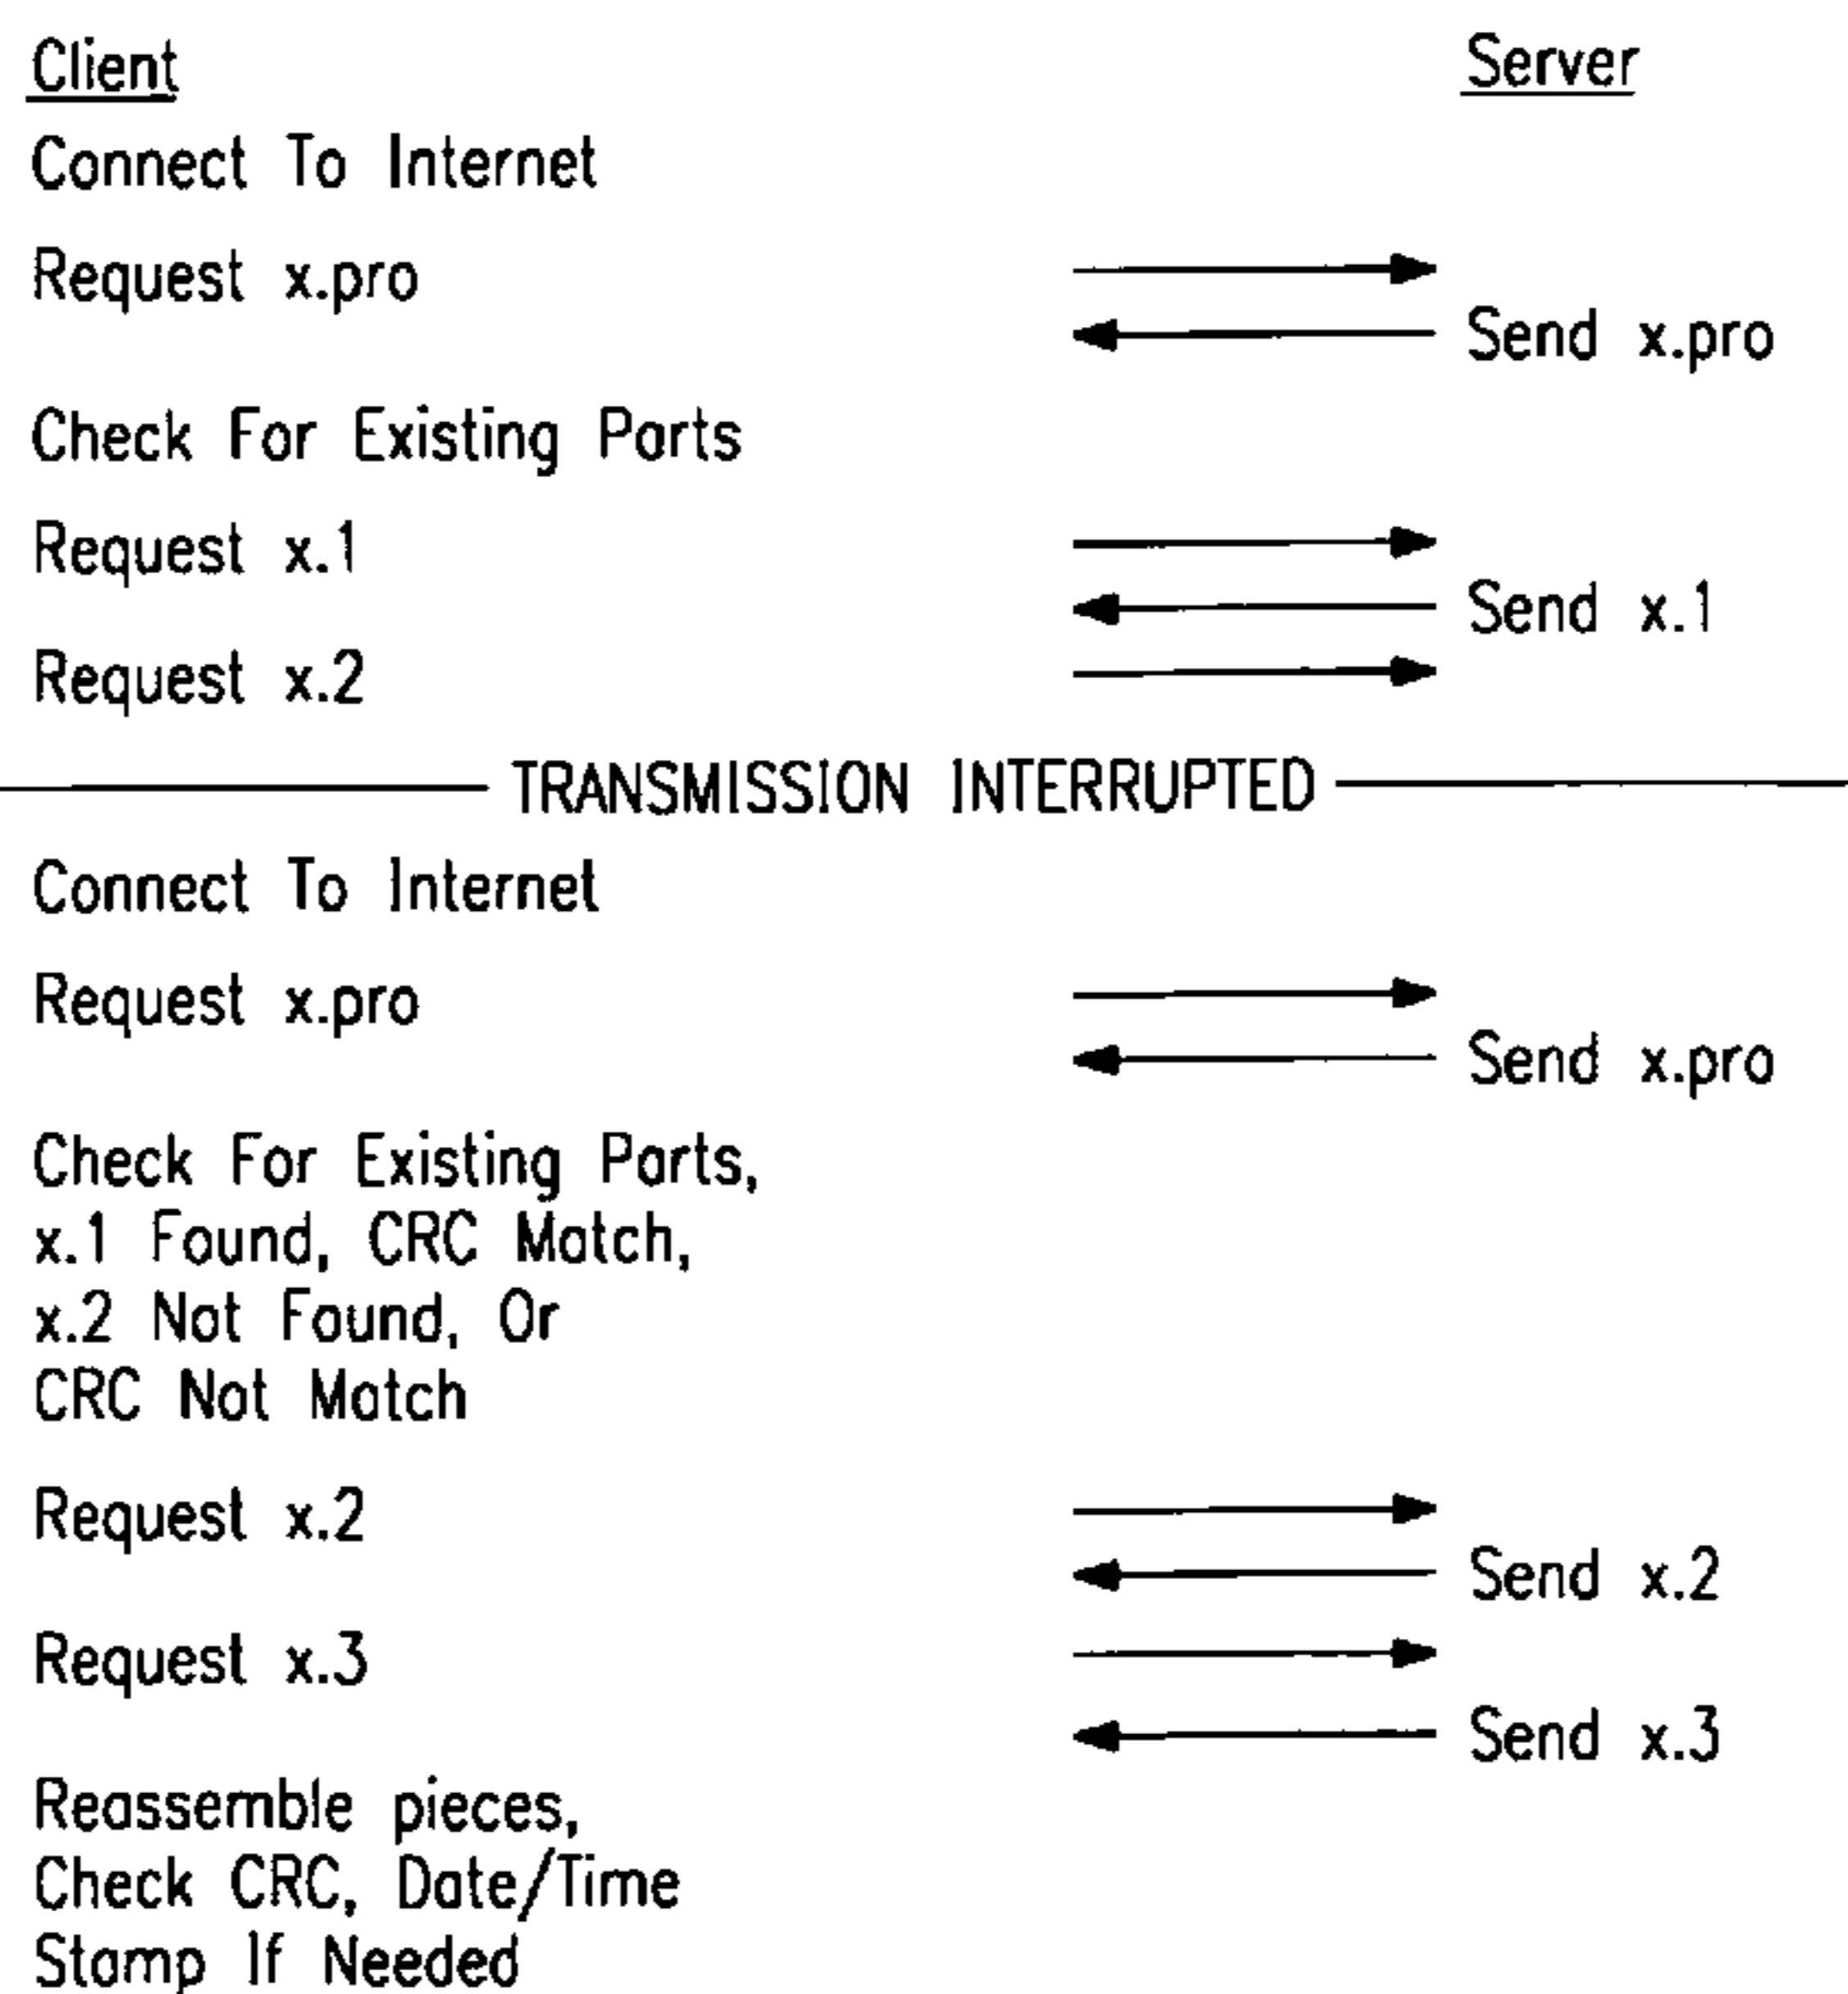 Client Server
Connect To Internet
Request x.pro
Send x.pro
Check For Existing Parts
Request x.1
Send x.1
Request x.2
TRANSMISSION INTERRUPTED
Connect To Internet
Request x.pro
Send x.pro
Check For Existing Parts,
x.1 Found, CRC Match,
x.2 Not Found, Or
CRC Not Match
Request x.2
Send x.2
Request x.3
Send x.3
Reassemble pieces,
Check CRC, Date/Time
Stamp If Needed